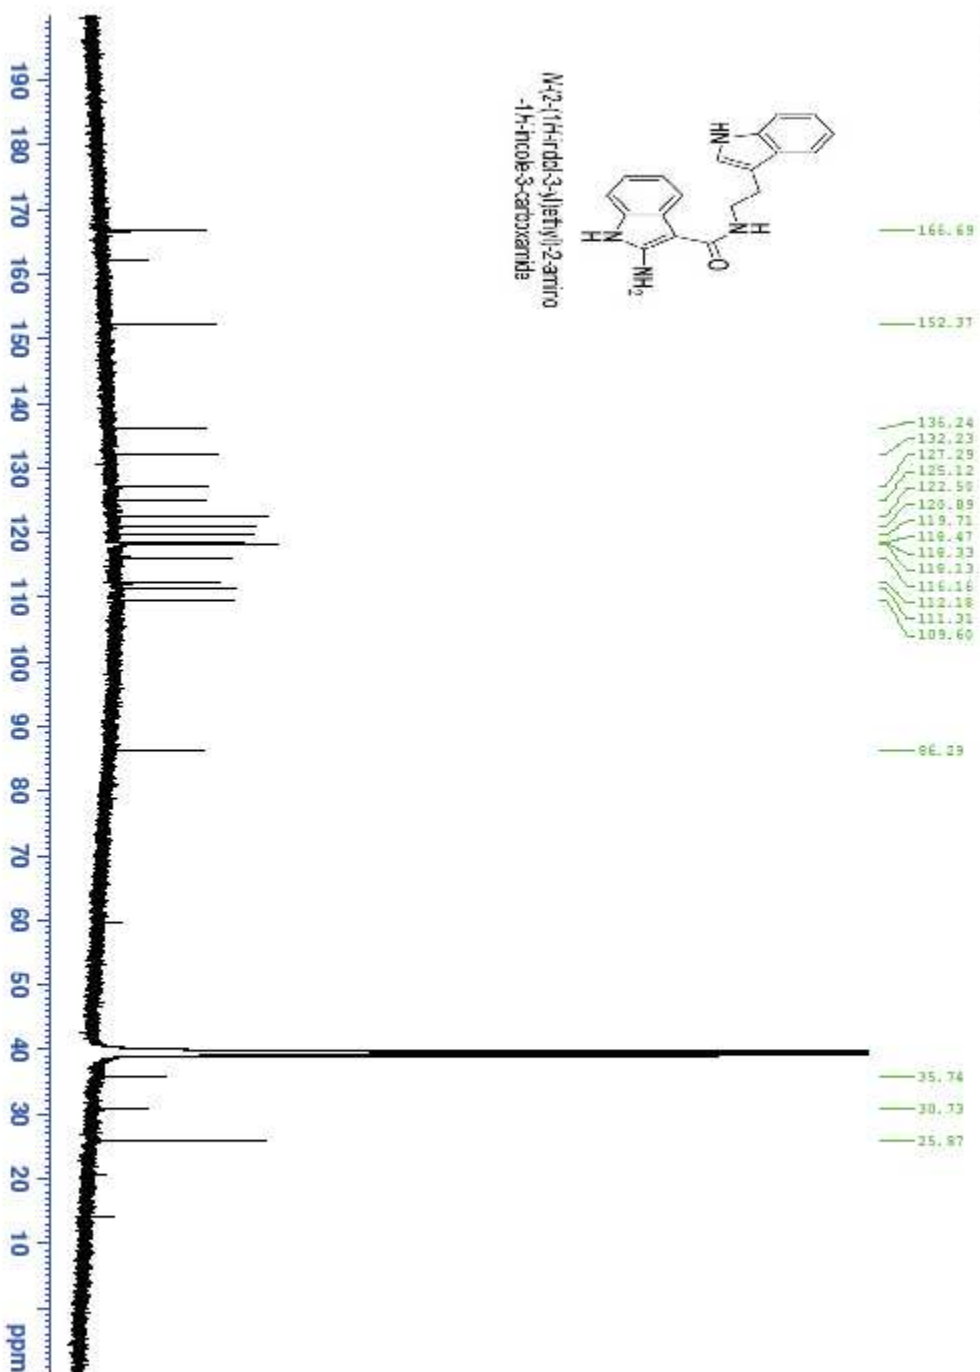 N-(2-(1H-indol-3-yl)ethyl)-2-amino
-1H-indole-3-carboxamide
HN
O
N
H
NH2
N
H
166.69
152.37
136.24
132.23
127.29
125.12
122.50
120.89
119.71
118.47
118.33
118.13
116.16
112.18
111.31
109.60
86.29
35.74
30.73
25.87
190 180 170 160 150 140 130 120 110 100 90 80 70 60 50 40 30 20 10 ppm